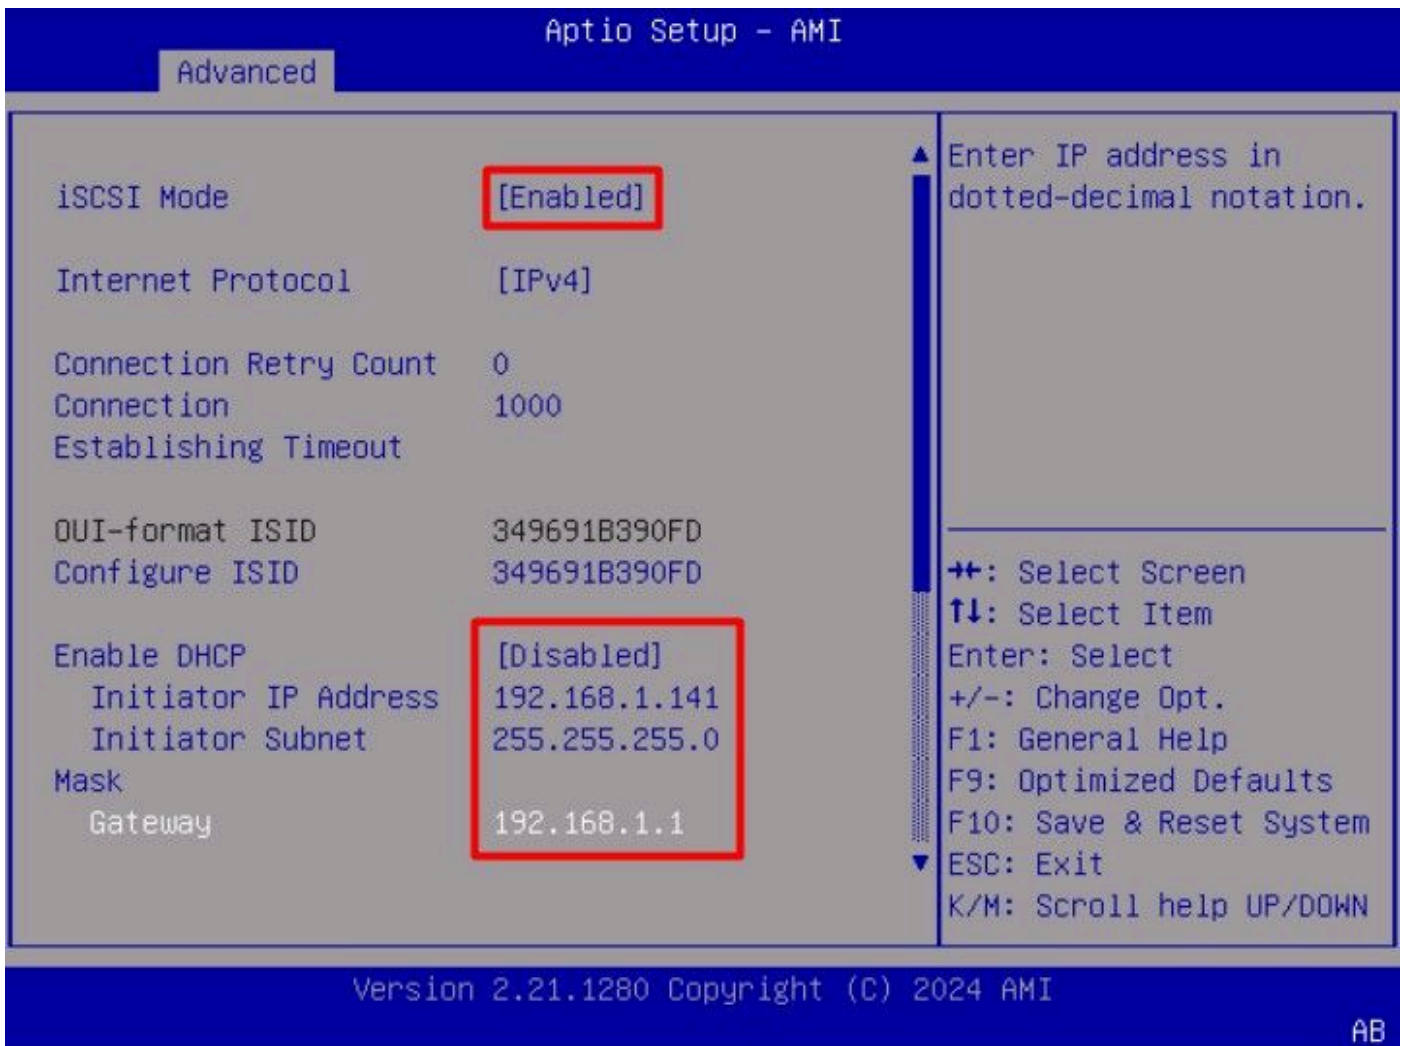 Aptio Setup – AMI
Advanced
iSCSI Mode [Enabled]
Internet Protocol [IPv4]
Connection Retry Count 0
Connection 1000
Establishing Timeout
OUI-format ISID 349691B390FD
Configure ISID 349691B390FD
Enable DHCP [Disabled]
Initiator IP Address 192.168.1.141
Initiator Subnet 255.255.255.0
Mask
Gateway 192.168.1.1
Enter IP address in
dotted-decimal notation.
→←: Select Screen
↑↓: Select Item
Enter: Select
+/-: Change Opt.
F1: General Help
F9: Optimized Defaults
F10: Save & Reset System
ESC: Exit
K/M: Scroll help UP/DOWN
Version 2.21.1280 Copyright (C) 2024 AMI
AB